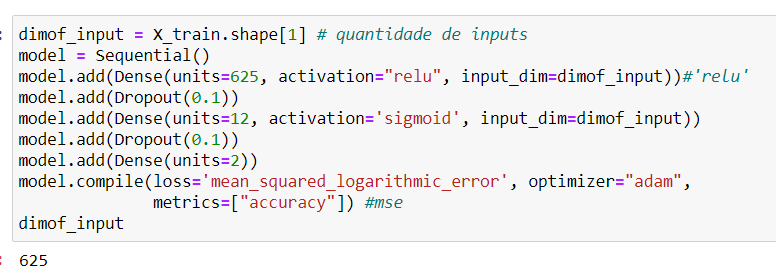 dimof_input = X_train.shape[1] # quantidade de inputs
model = Sequential()
model.add(Dense(units=625, activation="relu", input_dim=dimof_input))#'relu'
model.add(Dropout(0.1))
model.add(Dense(units=12, activation='sigmoid', input_dim=dimof_input))
model.add(Dropout(0.1))
model.add(Dense(units=2))
model.compile(loss='mean_squared_logarithmic_error', optimizer="adam",
              metrics=["accuracy"]) #mse
dimof_input
625